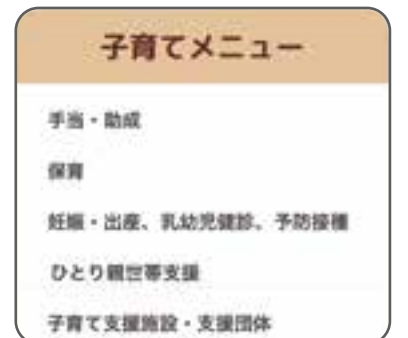 子育てメニュー
手当・助成
保育
妊娠・出産、乳幼児健診、予防接種
ひとり親世帯支援
子育て支援施設・支援団体